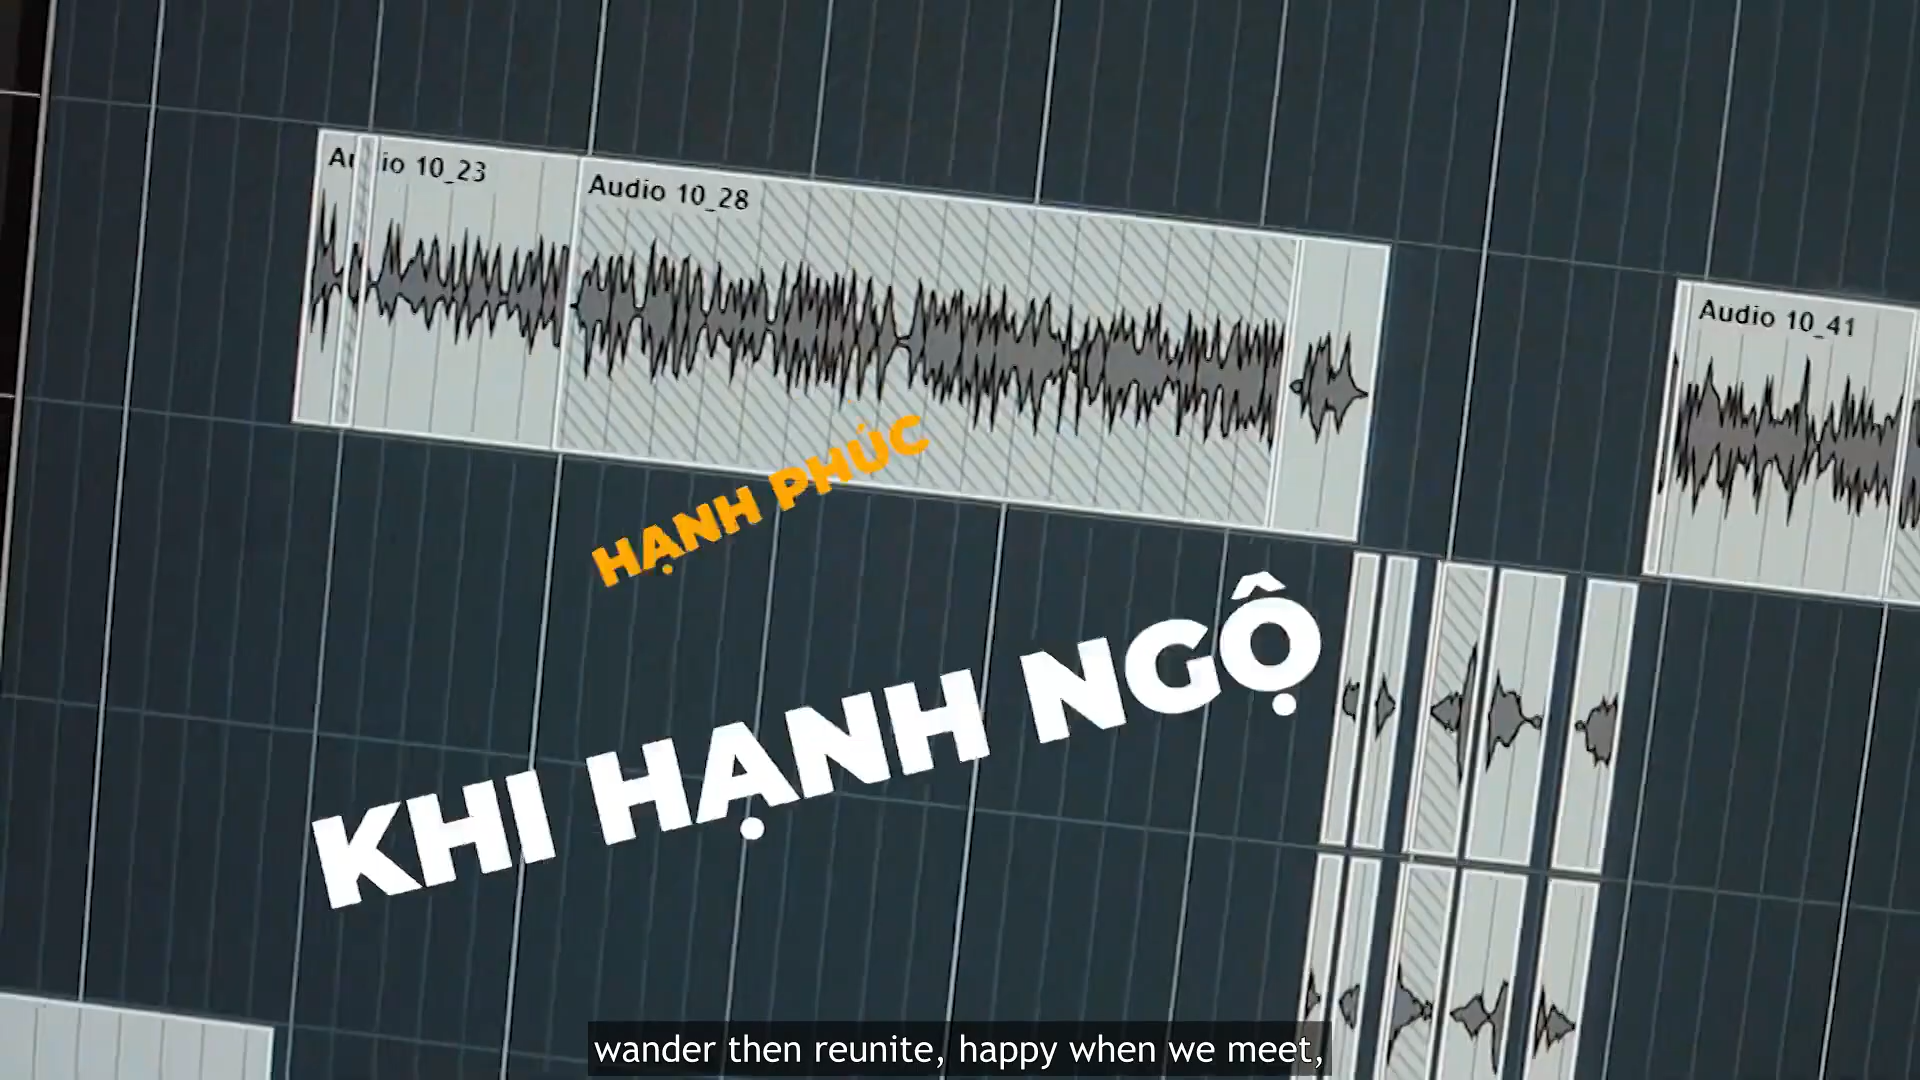 Audio 10_23
Audio 10_28
Audio 10_41
HẠNH PHÚC
KHI HẠNH NGỘ
wander then reunite, happy when we meet,